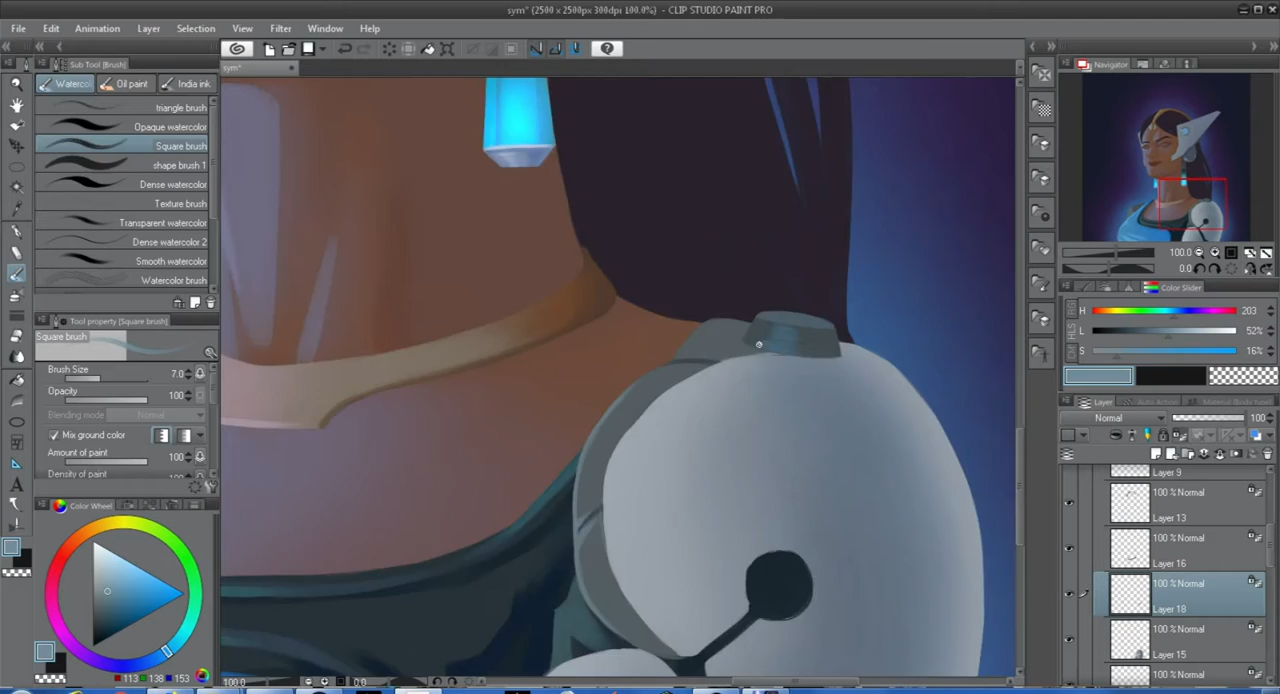 sym* (2500 x 2500px 300dpi 100.0%) - CLIP STUDIO PAINT PRO
File Edit Animation Layer Selection View Filter Window Help
Sub Tool [Brush]
sym*
Navigator
Watercol Oil paint India ink
triangle brush
Opaque watercolor
Square brush
shape brush 1
Dense watercolor
Texture brush
Transparent watercolor
Dense watercolor 2
Smooth watercolor
Watercolor brush
100.0
0.0
Color Slider
H 203
L 52%
S 16%
Tool property [Square brush]
Square brush
Brush Size 7.0
Opacity 100
Blending mode Normal
Mix ground color
Amount of paint 100
Density of paint
Color Wheel
113 138 153
100.0 0.0
Layer Auto Action
Normal 100
Layer 9
100 % Normal
Layer 13
100 % Normal
Layer 16
100 % Normal
Layer 18
100 % Normal
Layer 15
100 % Normal